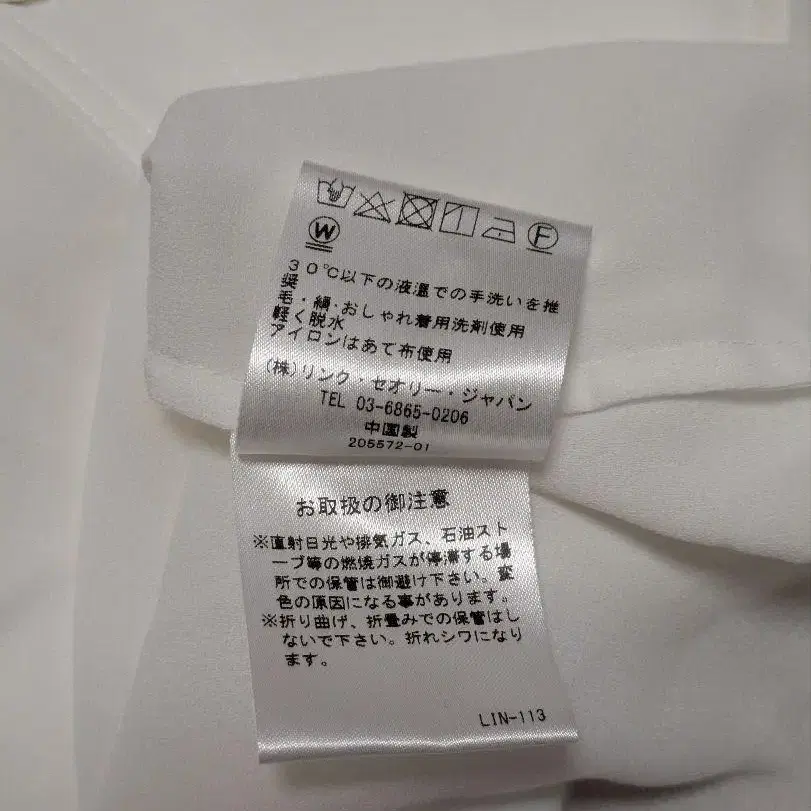 W F
30℃以下の液温での手洗いを推
奨
毛・絹・おしゃれ着用洗剤使用
軽く脱水
アイロンはあて布使用
(株)リンク・セオリー・ジャパン
TEL 03-6865-0206
中国製
205572-01
お取扱の御注意
※直射日光や排気ガス、石油スト
ーブ等の燃焼ガスが停滞する場
所での保管は御避け下さい。変
色の原因になる事があります。
※折り曲げ、折畳みでの保管はし
ないで下さい。折れシワになり
ます。
LIN-113